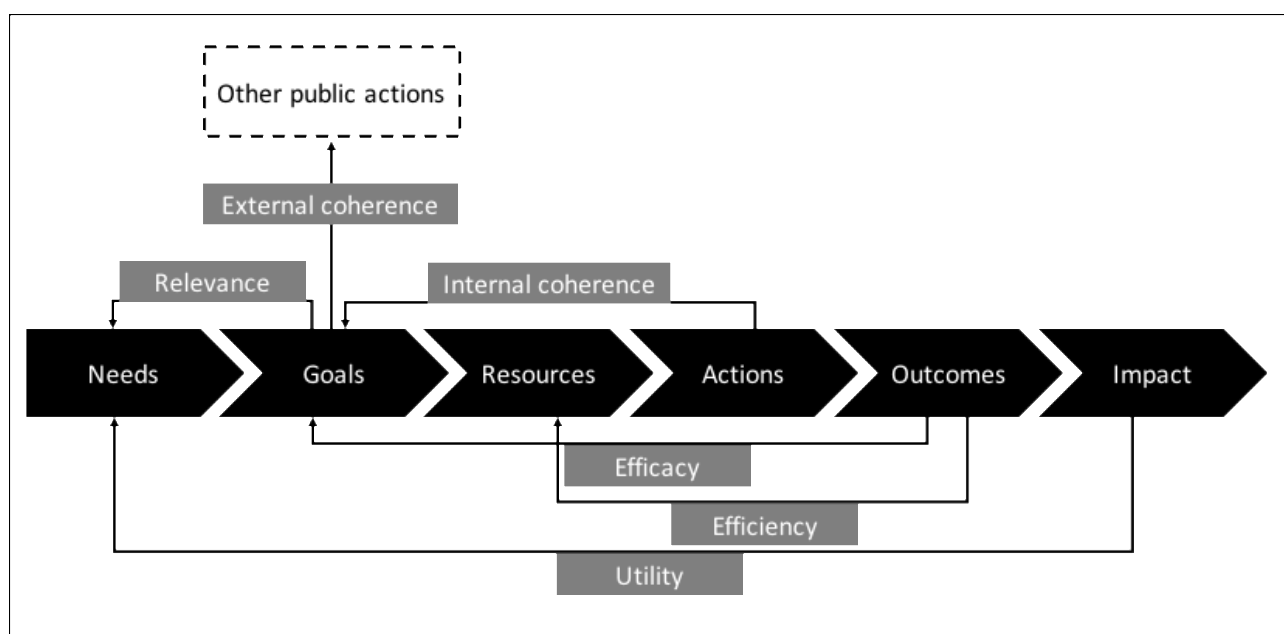 Other public actions
External coherence
Relevance
Internal coherence
Needs
Goals
Resources
Actions
Outcomes
Impact
Efficacy
Efficiency
Utility